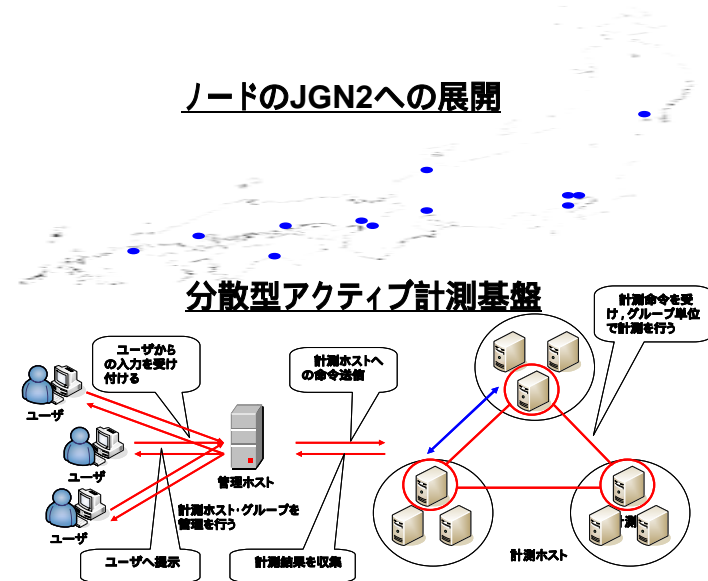 ノードのJGN2への展開
分散型アクティブ計測基盤
計測命令を受
け,グループ単位
で計測を行う
ユーザから
の入力を受け
付ける
計測ホストへ
の命令送信
ユーザ
ユーザ
ユーザ
管理ホスト
計測ホスト・グループを
管理を行う
ユーザへ提示
計測結果を収集
計測
計測ホスト